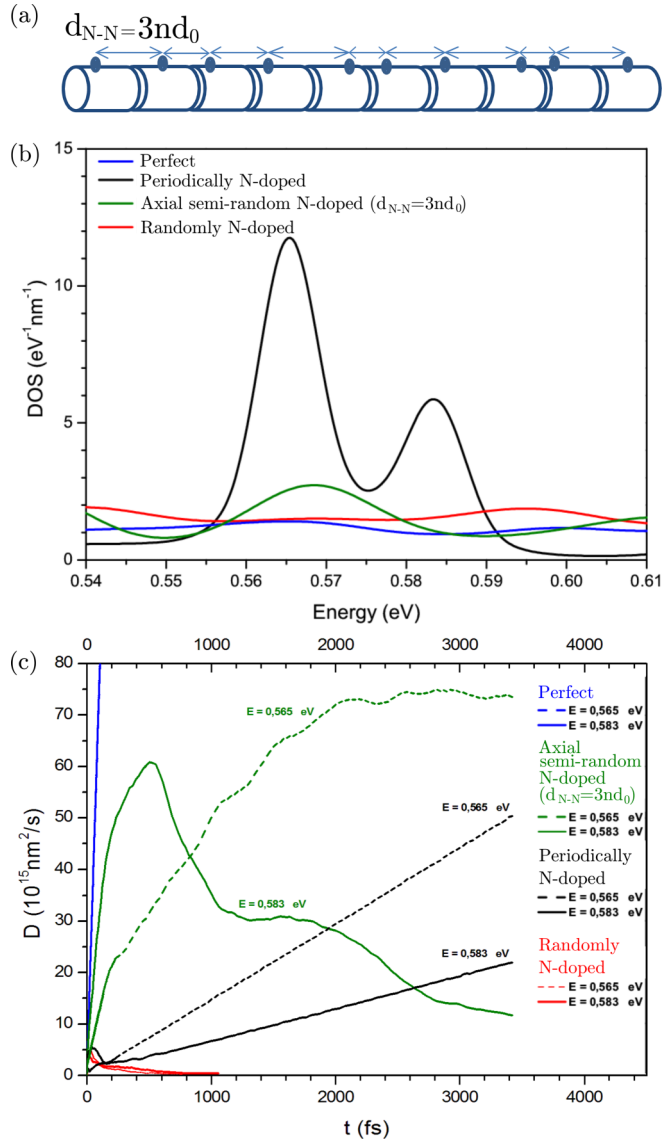 (a)
d_N-N=3nd_0
(b)
15
10
5
0
DOS (eV⁻¹nm⁻¹)
Perfect
Periodically N-doped
Axial semi-random N-doped (d_N-N=3nd_0)
Randomly N-doped
0.54 0.55 0.56 0.57 0.58 0.59 0.60 0.61
Energy (eV)
(c)
0 1000 2000 3000 4000
80
70
60
50
40
30
20
10
0
D (10¹⁵nm²/s)
E = 0,565 eV
E = 0,583 eV
E = 0,565 eV
E = 0,583 eV
Perfect
E = 0,565 eV
E = 0,583 eV
Axial
semi-random
N-doped
(d_N-N=3nd_0)
E = 0,565 eV
E = 0,583 eV
Periodically
N-doped
E = 0,565 eV
E = 0,583 eV
Randomly
N-doped
E = 0,565 eV
E = 0,583 eV
0 1000 2000 3000 4000
t (fs)